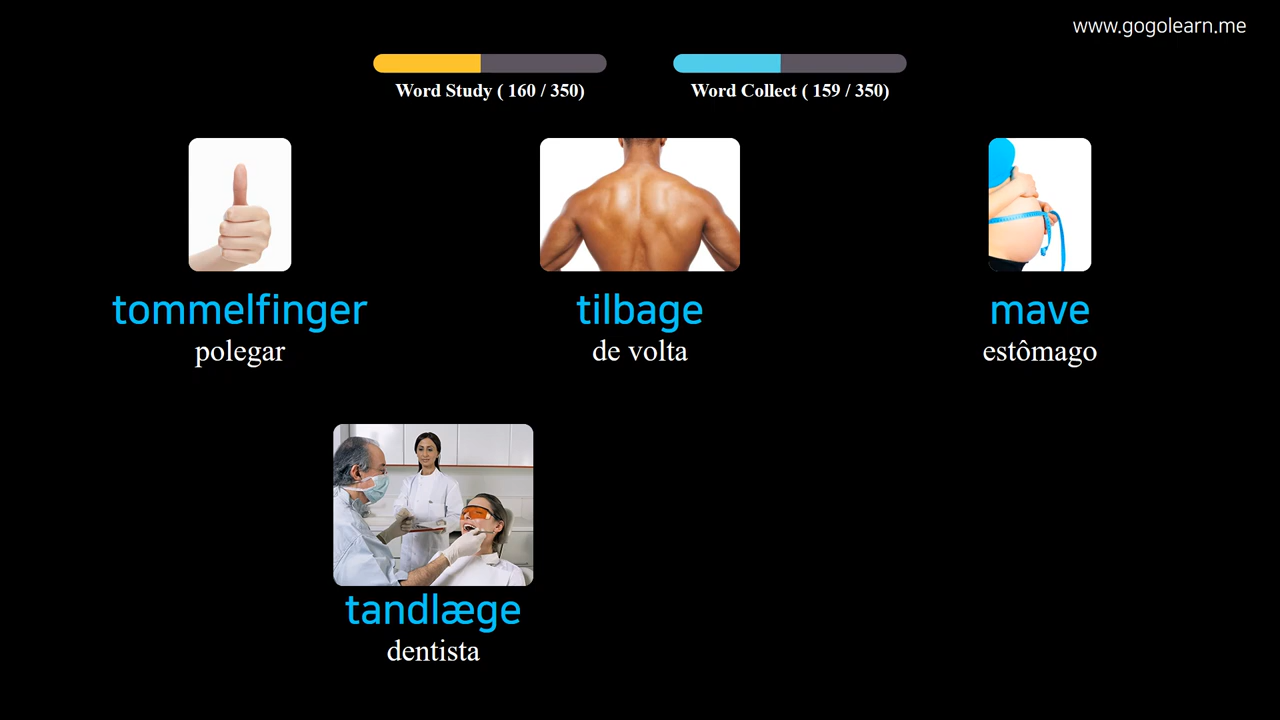 www.gogolearn.me
Word Study ( 160 / 350)
Word Collect ( 159 / 350)
tommelfinger
polegar
tilbage
de volta
mave
estômago
tandlæge
dentista